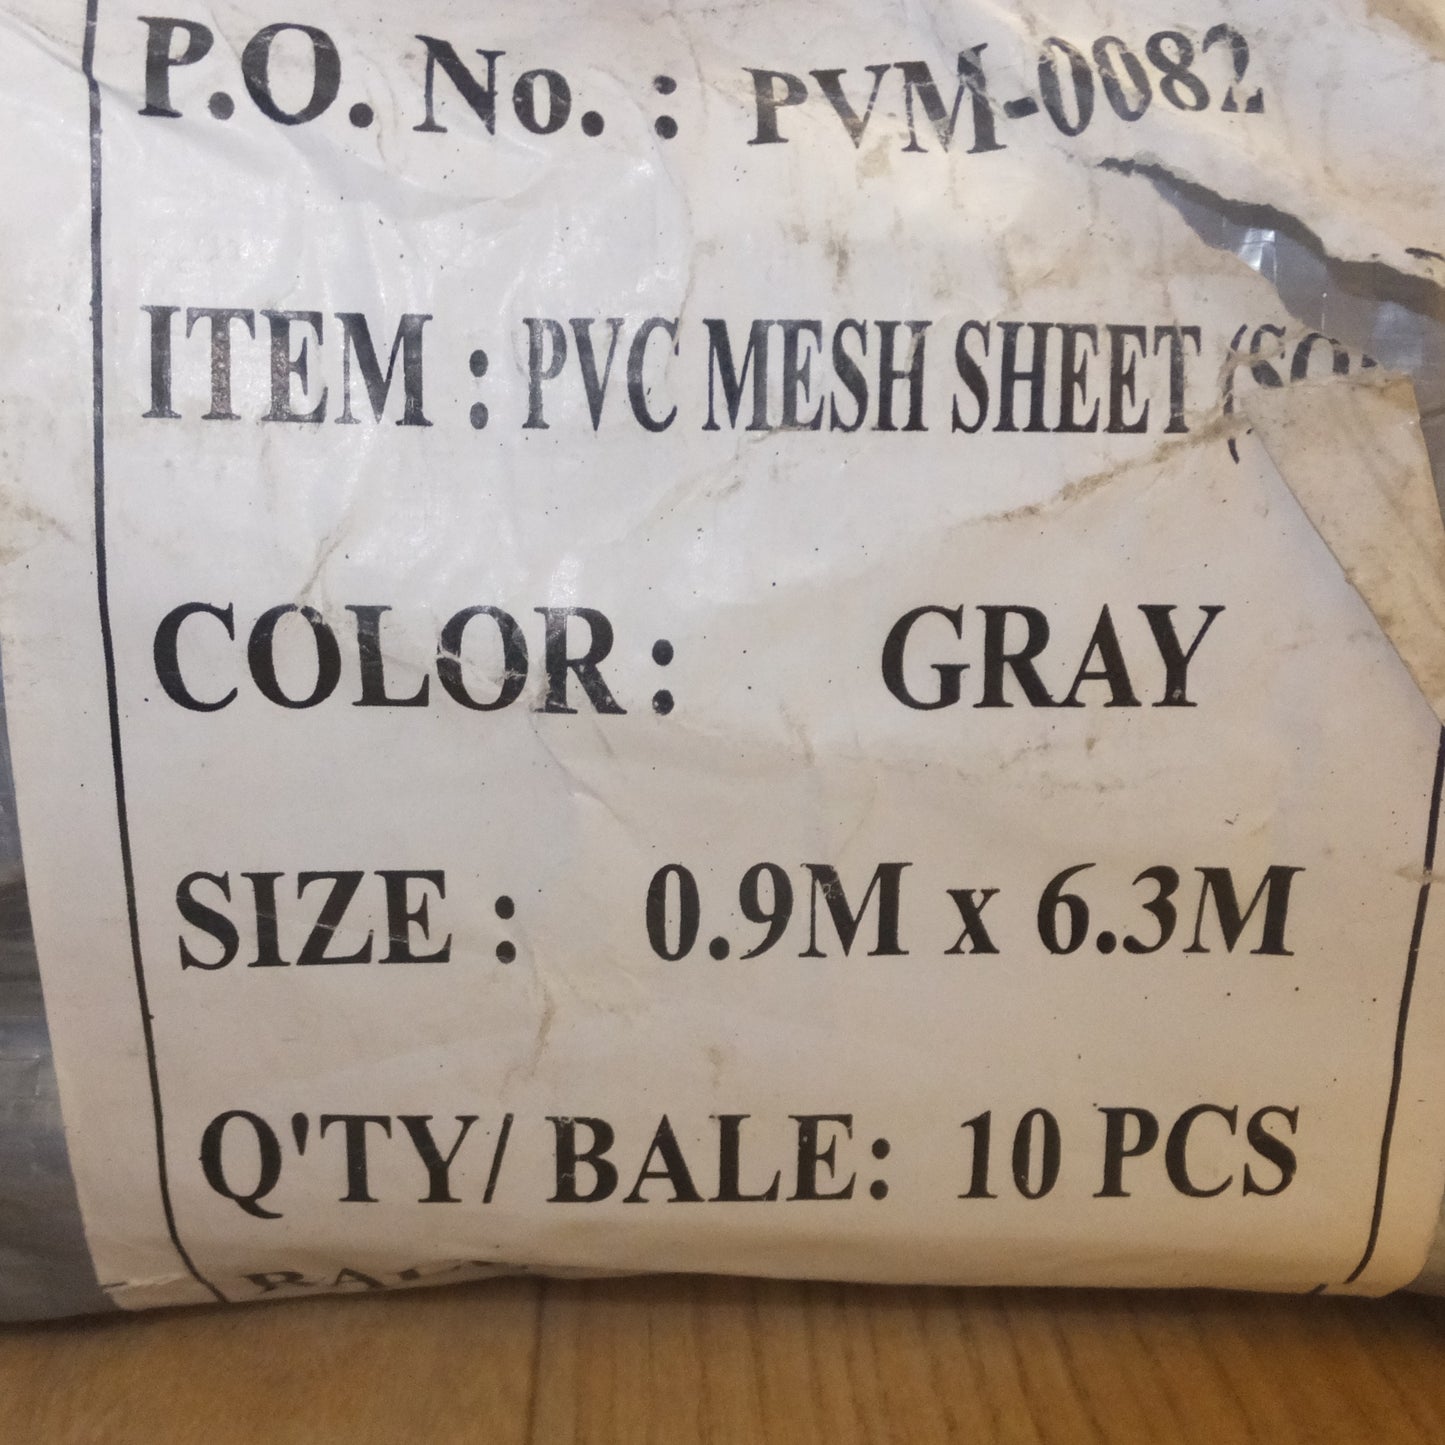 P.O. No. : PVM-0082
ITEM : PVC MESH SHEET
COLOR : GRAY
SIZE : 0.9M x 6.3M
Q'TY/ BALE: 10 PCS